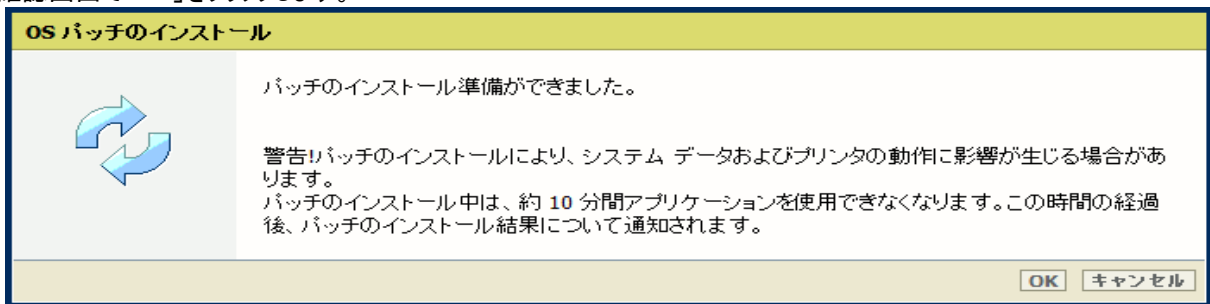 OS パッチのインストール
パッチのインストール準備ができました。
警告!パッチのインストールにより、システム データおよびプリンタの動作に影響が生じる場合があ
ります。
パッチのインストール中は、約 10 分間アプリケーションを使用できなくなります。この時間の経過
後、パッチのインストール結果について通知されます。
OK キャンセル